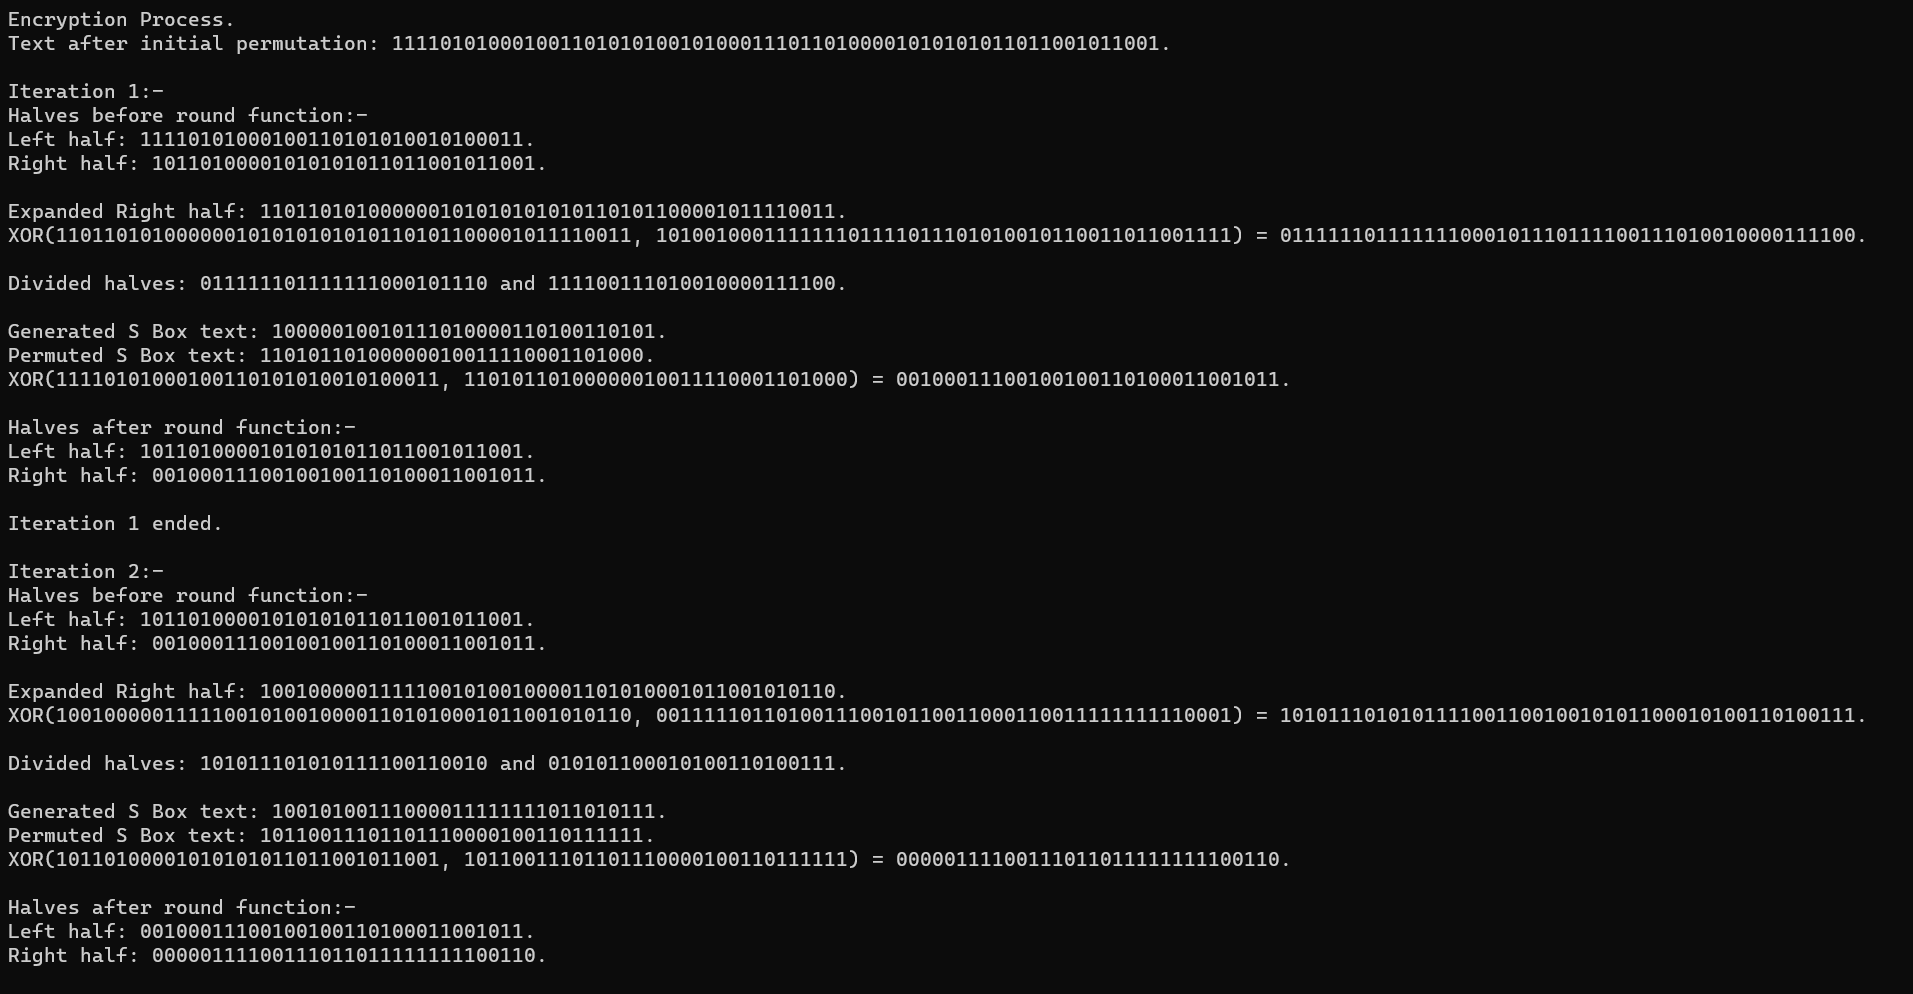 Encryption Process.
Text after initial permutation: 1111010100010011010101001010001110110100001010101011011001011001.
Iteration 1:-
Halves before round function:-
Left half: 11110101000100110101010010100011.
Right half: 10110100001010101011011001011001.
Expanded Right half: 110110101000000101010101010110101100001011110011.
XOR(110110101000000101010101010110101100001011110011, 101001000111111101111011101010010110011011001111) = 011111101111111000101110111100111010010000111100.
Divided halves: 011111101111111000101110 and 111100111010010000111100.
Generated S Box text: 10000010010111010000110100110101.
Permuted S Box text: 11010110100000010011110001101000.
XOR(11110101000100110101010010100011, 11010110100000010011110001101000) = 00100011100100100110100011001011.
Halves after round function:-
Left half: 10110100001010101011011001011001.
Right half: 00100011100100100110100011001011.
Iteration 1 ended.
Iteration 2:-
Halves before round function:-
Left half: 10110100001010101011011001011001.
Right half: 00100011100100100110100011001011.
Expanded Right half: 100100000111110010100100001101010001011001010110.
XOR(100100000111110010100100001101010001011001010110, 001111101101001110010110011000110011111111110001) = 101011101010111100110010010101100010100110100111.
Divided halves: 101011101010111100110010 and 010101100010100110100111.
Generated S Box text: 10010100111000011111111011010111.
Permuted S Box text: 10110011101101110000100110111111.
XOR(10110100001010101011011001011001, 10110011101101110000100110111111) = 00000111100111011011111111100110.
Halves after round function:-
Left half: 00100011100100100110100011001011.
Right half: 00000111100111011011111111100110.